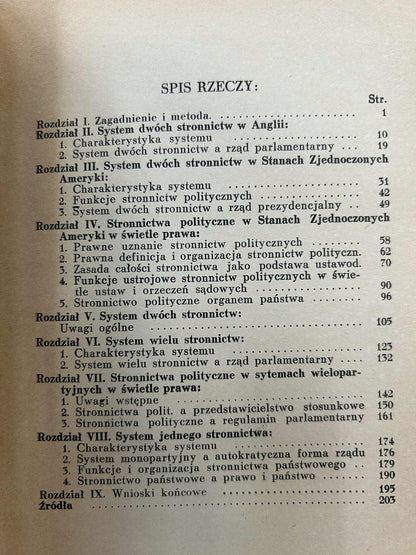 SPIS RZECZY:
Str.
Rozdział I. Zagadnienie i metoda. 1
Rozdział II. System dwóch stronnictw w Anglii:
1. Charakterystyka systemu 10
2. System dwóch stronnictw a rząd parlamentarny 19
Rozdział III. System dwóch stronnictw w Stanach Zjednoczonych
Ameryki:
1. Charakterystyka systemu 31
2. Funkcje stronnictw politycznych 42
3. System dwóch stronnictw a rząd prezydencjalny 49
Rozdział IV. Stronnictwa polityczne w Stanach Zjednoczonych
Ameryki w świetle prawa:
1. Prawne uznanie stronnictw politycznych 58
2. Prawna definicja i organizacja stronnictw polityczn. 62
3. Zasada całości stronnictwa jako podstawa ustawod. 70
4. Funkcje ustrojowe stronnictw politycznych w świe-
tle ustaw i orzeczeń sądowych 90
5. Stronnictwo polityczne organem państwa 96
Rozdział V. System dwóch stronnictw:
Uwagi ogólne 105
Rozdział VI. System wielu stronnictw:
1. Charakterystyka systemu 123
2. System wielu stronnictw a rząd parlamentarny 132
Rozdział VII. Stronnictwa polityczne w sytemach wielopar-
tyjnych w świetle prawa:
1. Uwagi wstępne 142
2. Stronnictwa polit. a przedstawicielstwo stosunkowe 150
3. Stronnictwa polityczne a regulamin parlamentarny 161
Rozdział VIII. System jednego stronnictwa:
1. Charakterystyka systemu 174
2. System monopartyjny a autokratyczna forma rządu 176
3. Funkcje i organizacja stronnictwa państwowego 179
4. Stronnictwo państwowe a prawo i państwo 190
Rozdział IX. Wnioski końcowe 195
Źródła 203